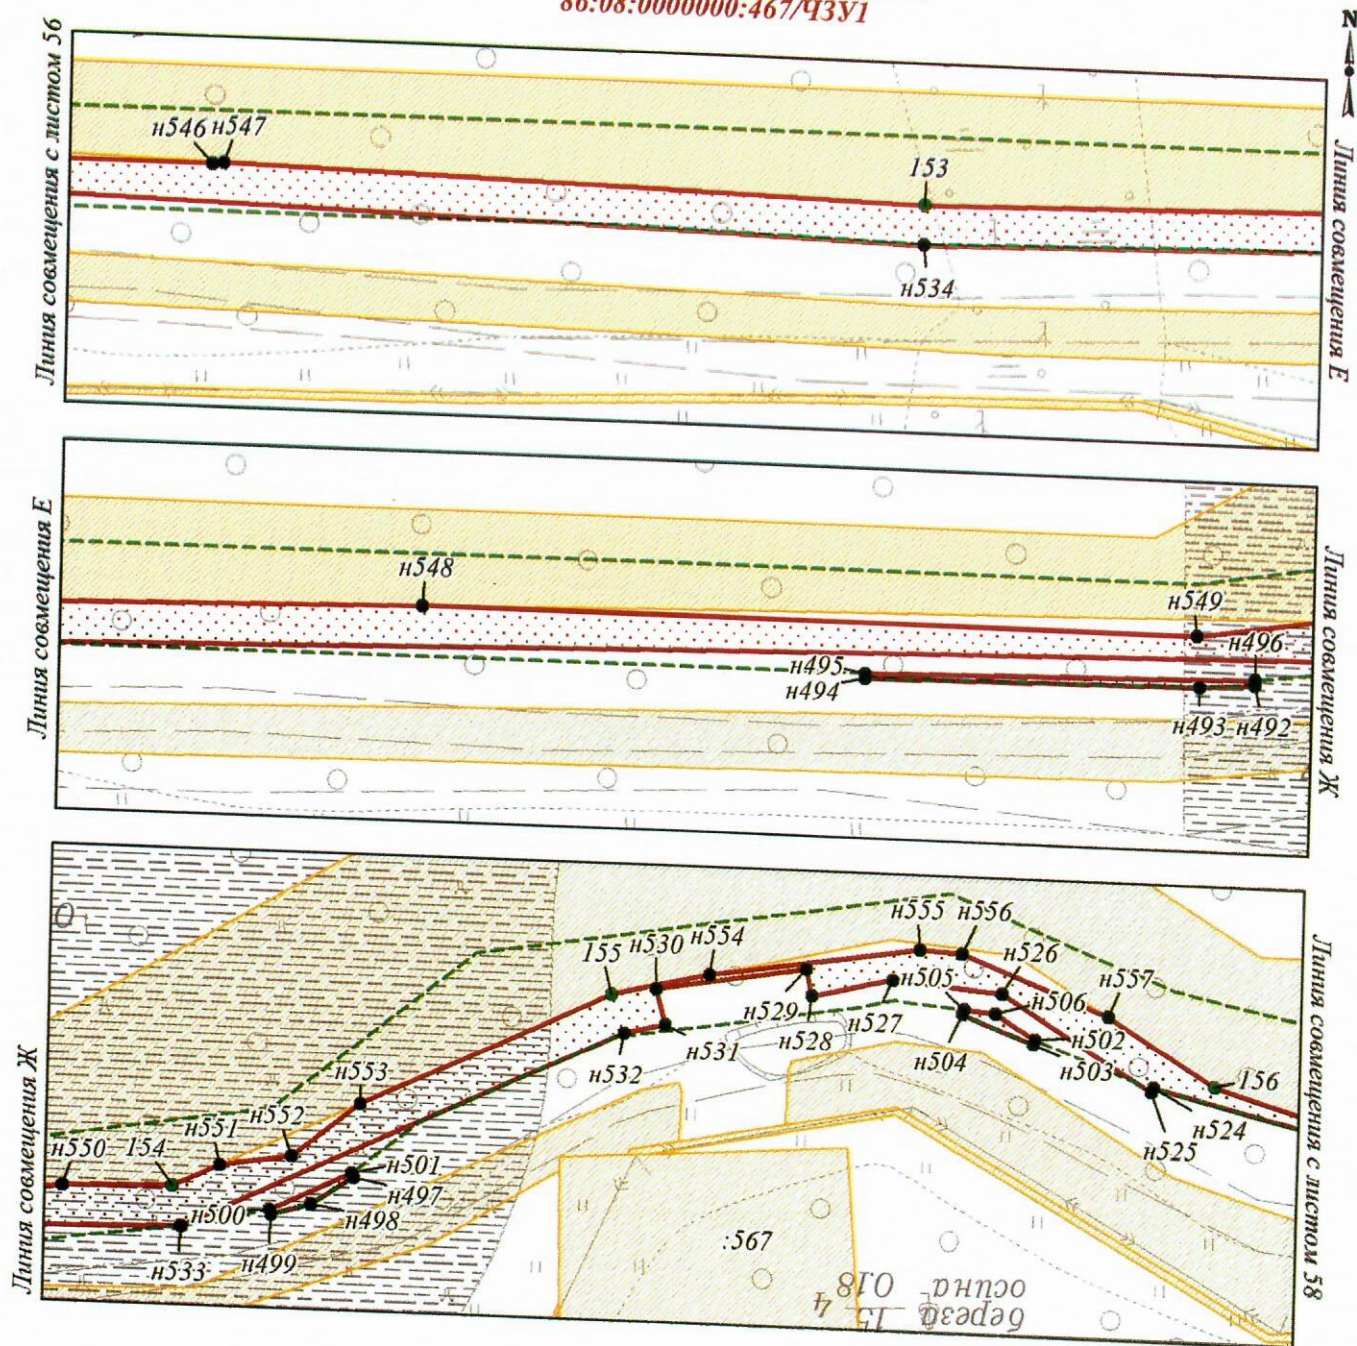 86:08:0000000:467/ЧЗУ1
N
Линия совмещения с листом 56
н546 н547
153
н534
Линия совмещения Е
Линия совмещения Е
н548
н549
н496
н495
н494
н493 н492
Линия совмещения Ж
Линия совмещения Ж
н550
154
н551
н552
н553
155
н530
н554
н555
н556
н526
н505
н506
н557
н529
н528
н527
н531
н532
н504
н502
н503
156
н524
н525
н501
н497
н500
н498
н533
н499
:567
береза
осина
15
0.18
4
Линия совмещения с листом 58